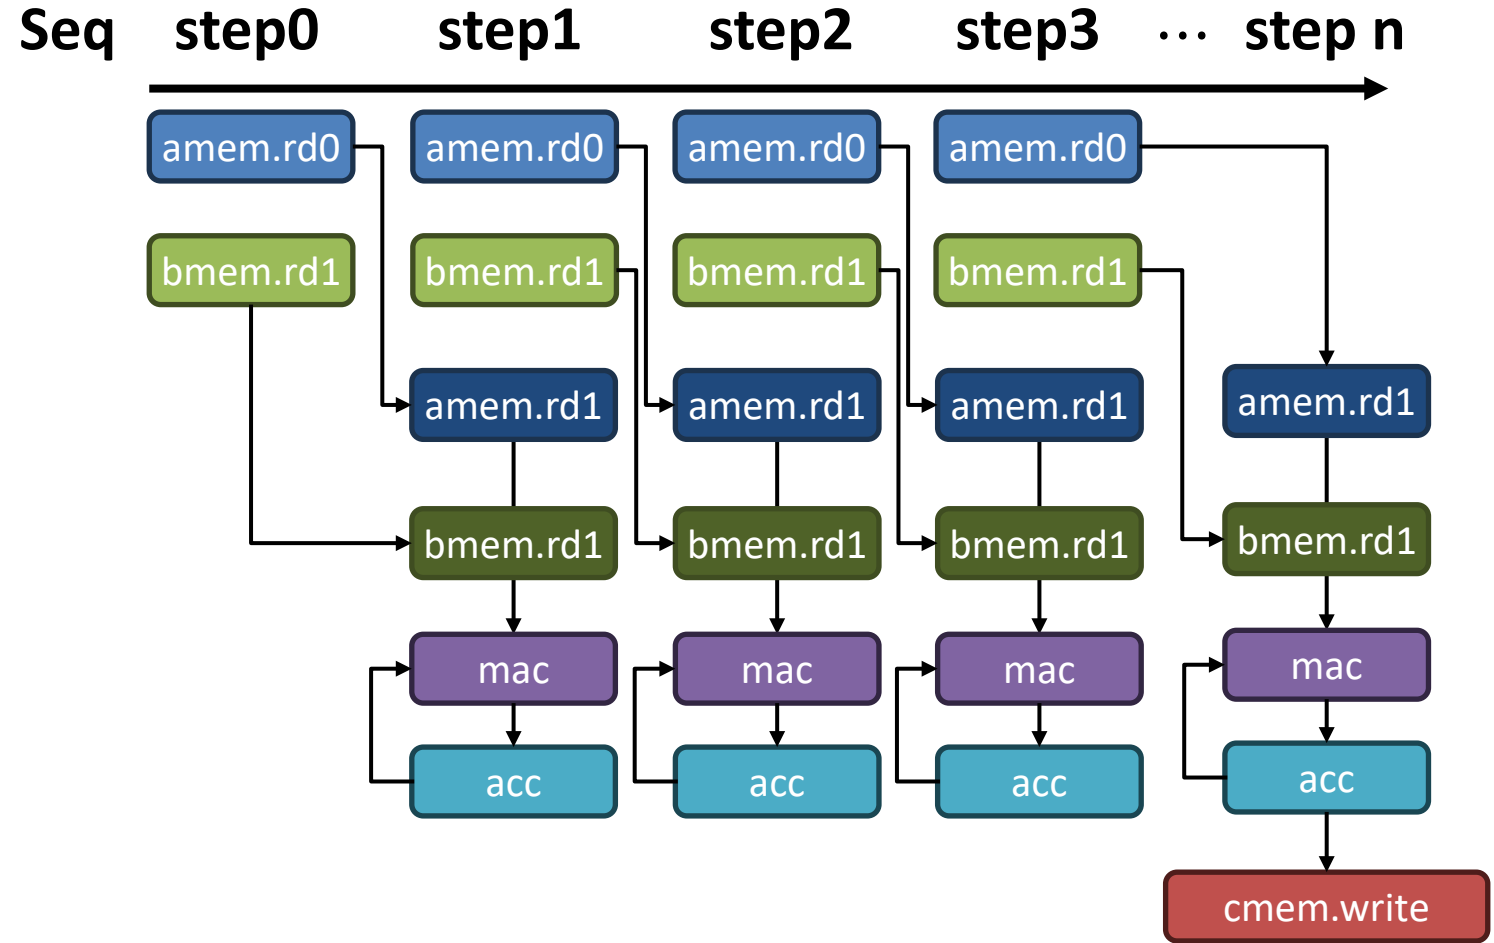 Seq step0 step1 step2 step3 ... step n
amem.rd0 amem.rd0 amem.rd0 amem.rd0
bmem.rd1 bmem.rd1 bmem.rd1 bmem.rd1
amem.rd1 amem.rd1 amem.rd1 amem.rd1
bmem.rd1 bmem.rd1 bmem.rd1 bmem.rd1
mac mac mac mac
acc acc acc acc
cmem.write